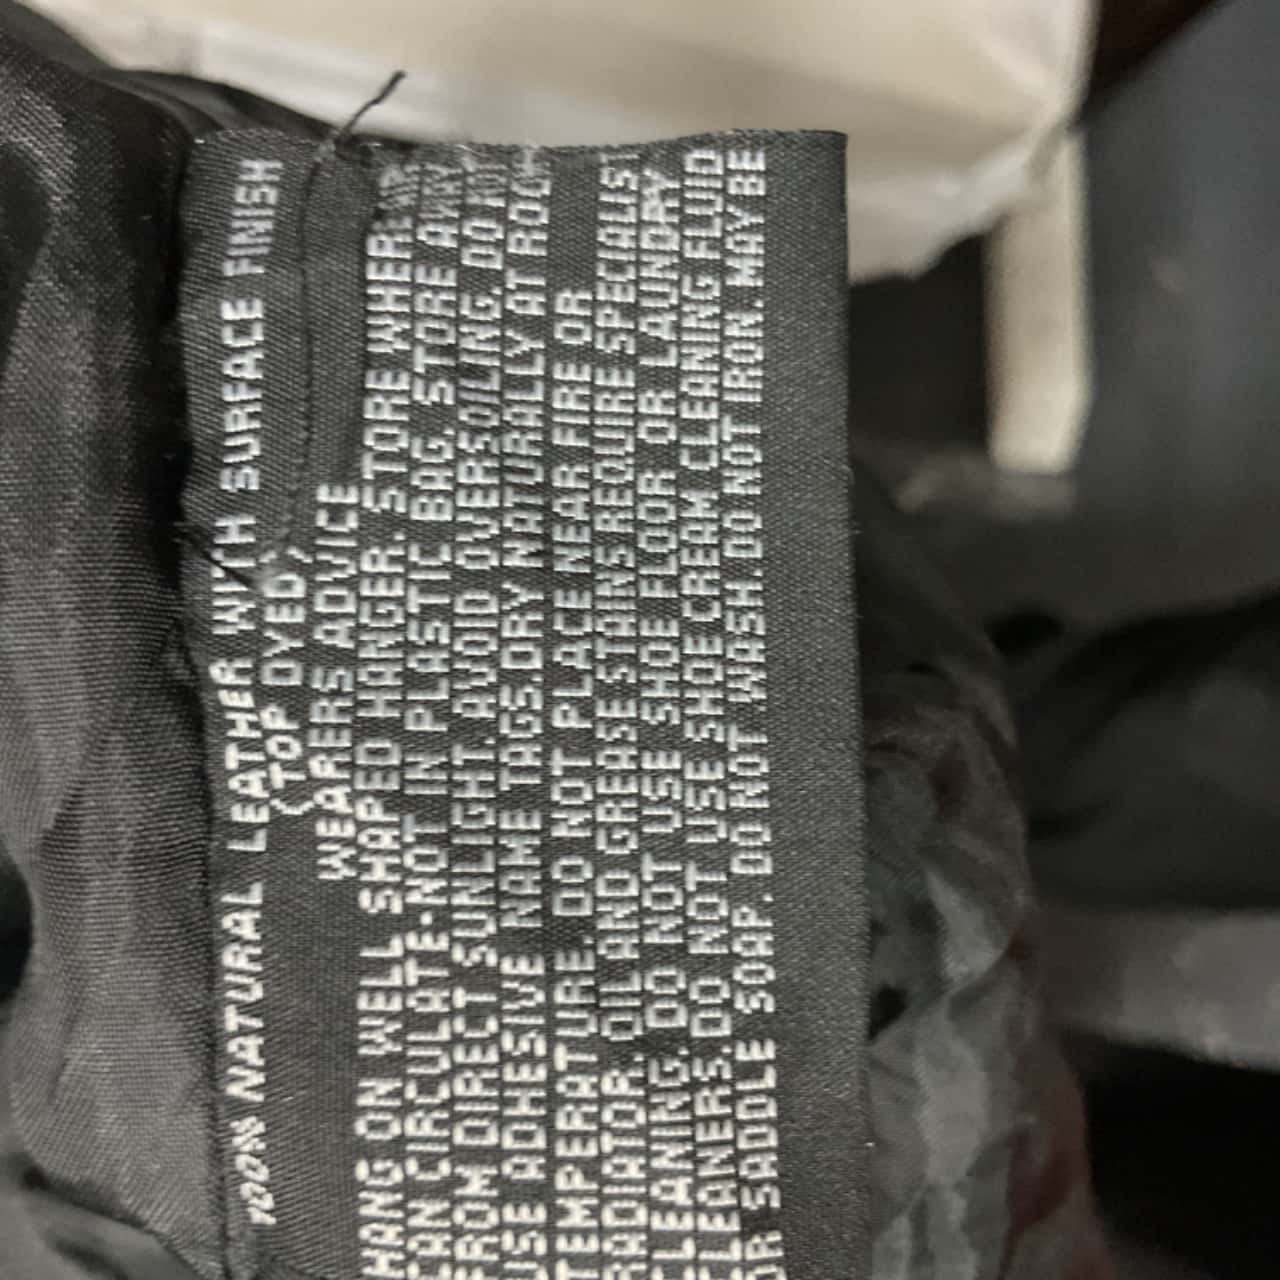 100% NATURAL LEATHER WITH SURFACE FINISH
(TOP DYED)
WEARERS ADVICE
HANG ON WELL SHAPED HANGER. STORE WHERE AIR
CAN CIRCULATE-NOT IN PLASTIC BAG. STORE AWAY
FROM DIRECT SUNLIGHT. AVOID OVERSOILING. DO NOT
USE ADHESIVE NAME TAGS. DRY NATURALLY AT ROOM
TEMPERATURE. DO NOT PLACE NEAR FIRE OR
RADIATOR. OIL AND GREASE STAINS REQUIRE SPECIALIST
CLEANING. DO NOT USE SHOE FLOOR OR LAUNDRY
CLEANERS. DO NOT USE SHOE CREAM CLEANING FLUID
OR SADDLE SOAP. DO NOT WASH. DO NOT IRON. MAY BE